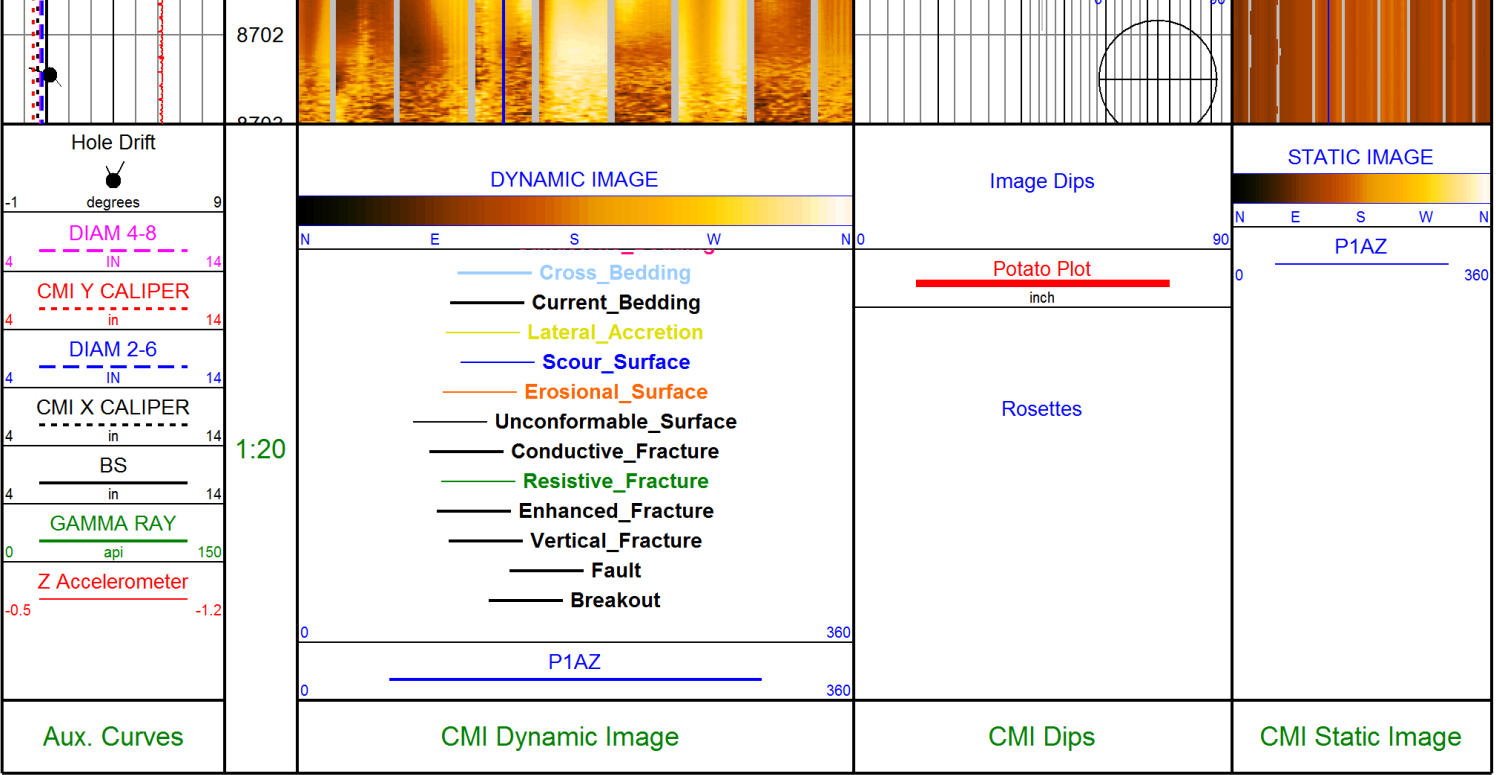 8702
Hole Drift
-1 degrees 9
DIAM 4-8
4 IN 14
CMI Y CALIPER
4 in 14
DIAM 2-6
4 IN 14
CMI X CALIPER
4 in 14
BS
4 in 14
GAMMA RAY
0 api 150
Z Accelerometer
-0.5 -1.2
Aux. Curves
1:20
DYNAMIC IMAGE
N E S W N
Cross_Bedding
Current_Bedding
Lateral_Accretion
Scour_Surface
Erosional_Surface
Unconformable_Surface
Conductive_Fracture
Resistive_Fracture
Enhanced_Fracture
Vertical_Fracture
Fault
Breakout
0 360
P1AZ
0 360
CMI Dynamic Image
Image Dips
0 90
Potato Plot
inch
Rosettes
CMI Dips
STATIC IMAGE
N E S W N
P1AZ
0 360
CMI Static Image